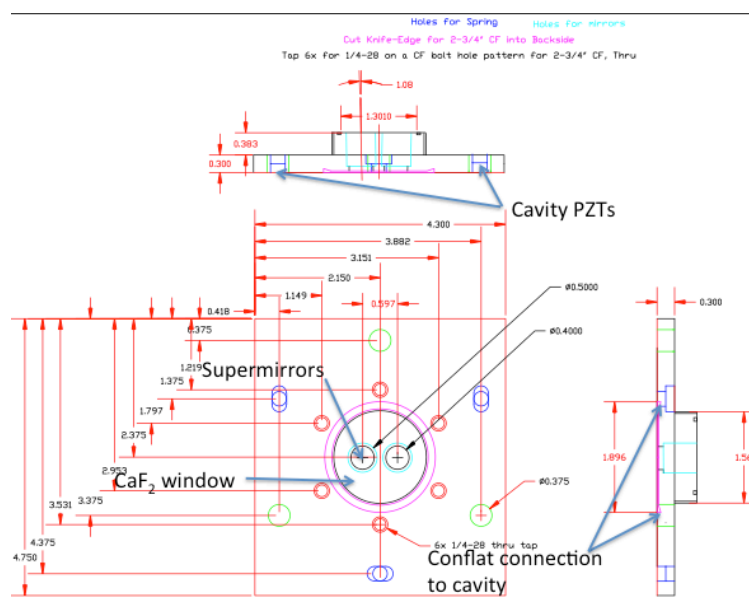 Holes for Spring Holes for mirrors
Cut Knife-Edge for 2-3/4" CF into Backside
Tap 6x for 1/4-28 on a CF bolt hole pattern for 2-3/4" CF, Thru
1.08
1.3010
0.383
0.300
Cavity PZTs
4.300
3.882
3.151
2.150
1.149
0.418
0.597
ø0.5000
0.300
0.375
ø0.4000
1.219
Supermirrors
1.375
1.797
2.375
1.896
1.56
2.953
CaF2 window
3.531
3.375
ø0.375
4.375
4.750
6x 1/4-28 thru tap
Conflat connection
to cavity